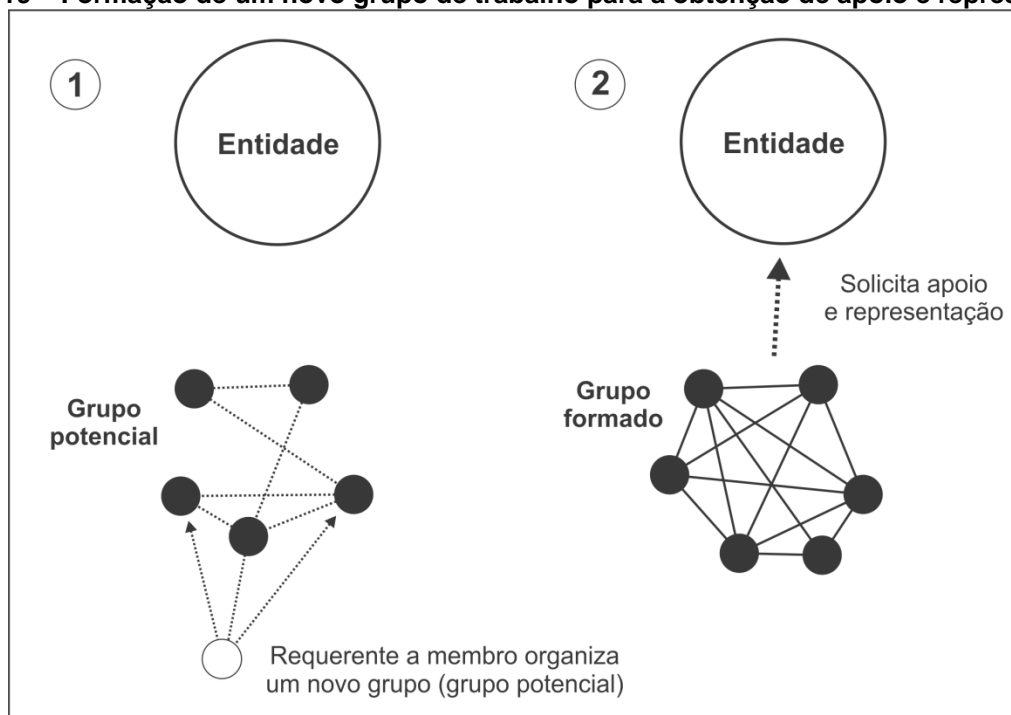 Formação de um novo grupo de trabalho para a obtenção de apoio e
1
Entidade
Grupo
potencial
Requerente a membro organiza
um novo grupo (grupo potencial)
2
Entidade
Solicita apoio
e representação
Grupo
formado